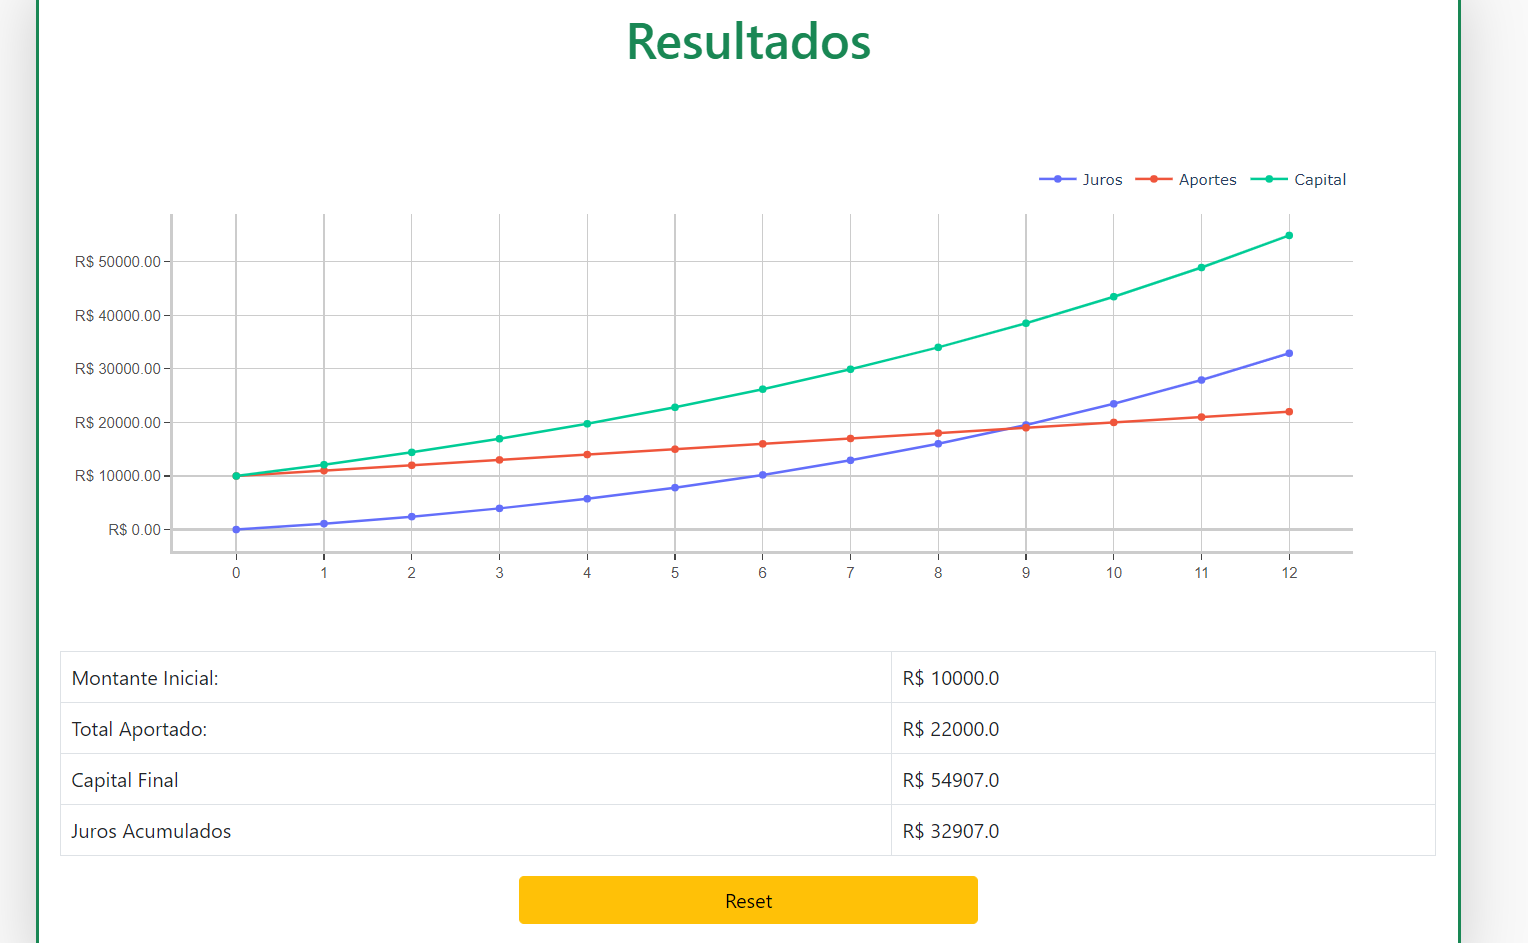 Resultados
Juros Aportes Capital
R$ 50000.00
R$ 40000.00
R$ 30000.00
R$ 20000.00
R$ 10000.00
R$ 0.00
0 1 2 3 4 5 6 7 8 9 10 11 12
Montante Inicial: R$ 10000.0
Total Aportado: R$ 22000.0
Capital Final R$ 54907.0
Juros Acumulados R$ 32907.0
Reset